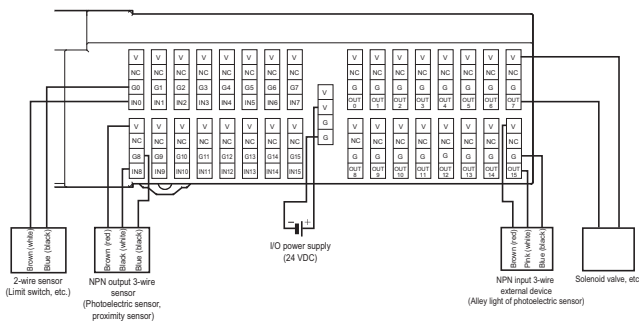 V V V V V V V V V V V V V V V V
NC NC NC NC NC NC NC NC NC NC NC NC NC NC NC NC
G0 G1 G2 G3 G4 G5 G6 G7 G G G G G G G G
IN0 IN1 IN2 IN3 IN4 IN5 IN6 IN7 OUT 0 OUT 1 OUT 2 OUT 3 OUT 4 OUT 5 OUT 6 OUT 7
V
V
G
G
V V V V V V V V V V V V V V V V
NC NC NC NC NC NC NC NC NC NC NC NC NC NC NC NC
G8 G9 G10 G11 G12 G13 G14 G15 G G G G G G G G
IN8 IN9 IN10 IN11 IN12 IN13 IN14 IN15 OUT 8 OUT 9 OUT 10 OUT 11 OUT 12 OUT 13 OUT 14 OUT 15
Brown (white)
Blue (black)
2-wire sensor
(Limit switch, etc.)
Brown (red)
Black (white)
Blue (black)
NPN output 3-wire
sensor
(Photoelectric sensor,
proximity sensor)
− +
I/O power supply
(24 VDC)
Brown (red)
Pink (white)
Blue (black)
NPN input 3-wire
external device
(Alley light of photoelectric sensor)
Solenoid valve, etc